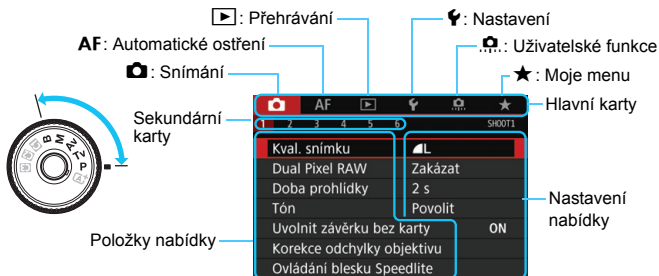 : Přehrávání
: Nastavení
AF: Automatické ostření
: Uživatelské funkce
: Snímání
: Moje menu
AF
Hlavní karty
Sekundární karty
1 2 3 4 5 6 SHOOT1
Kval. snímku L
Dual Pixel RAW Zakázat
Doba prohlídky 2 s
Tón Povolit
Uvolnit závěrku bez karty ON
Korekce odchylky objektivu
Ovládání blesku Speedlite
Nastavení nabídky
Položky nabídky
B M Av Tv P A+